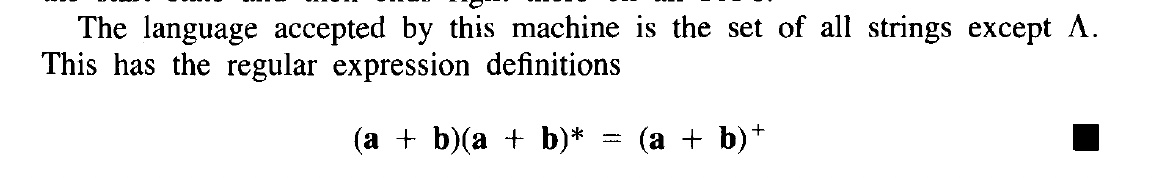 The language accepted by this machine is the set of all strings except Λ.
This has the regular expression definitions
(a + b)(a + b)* = (a + b)⁺ ■